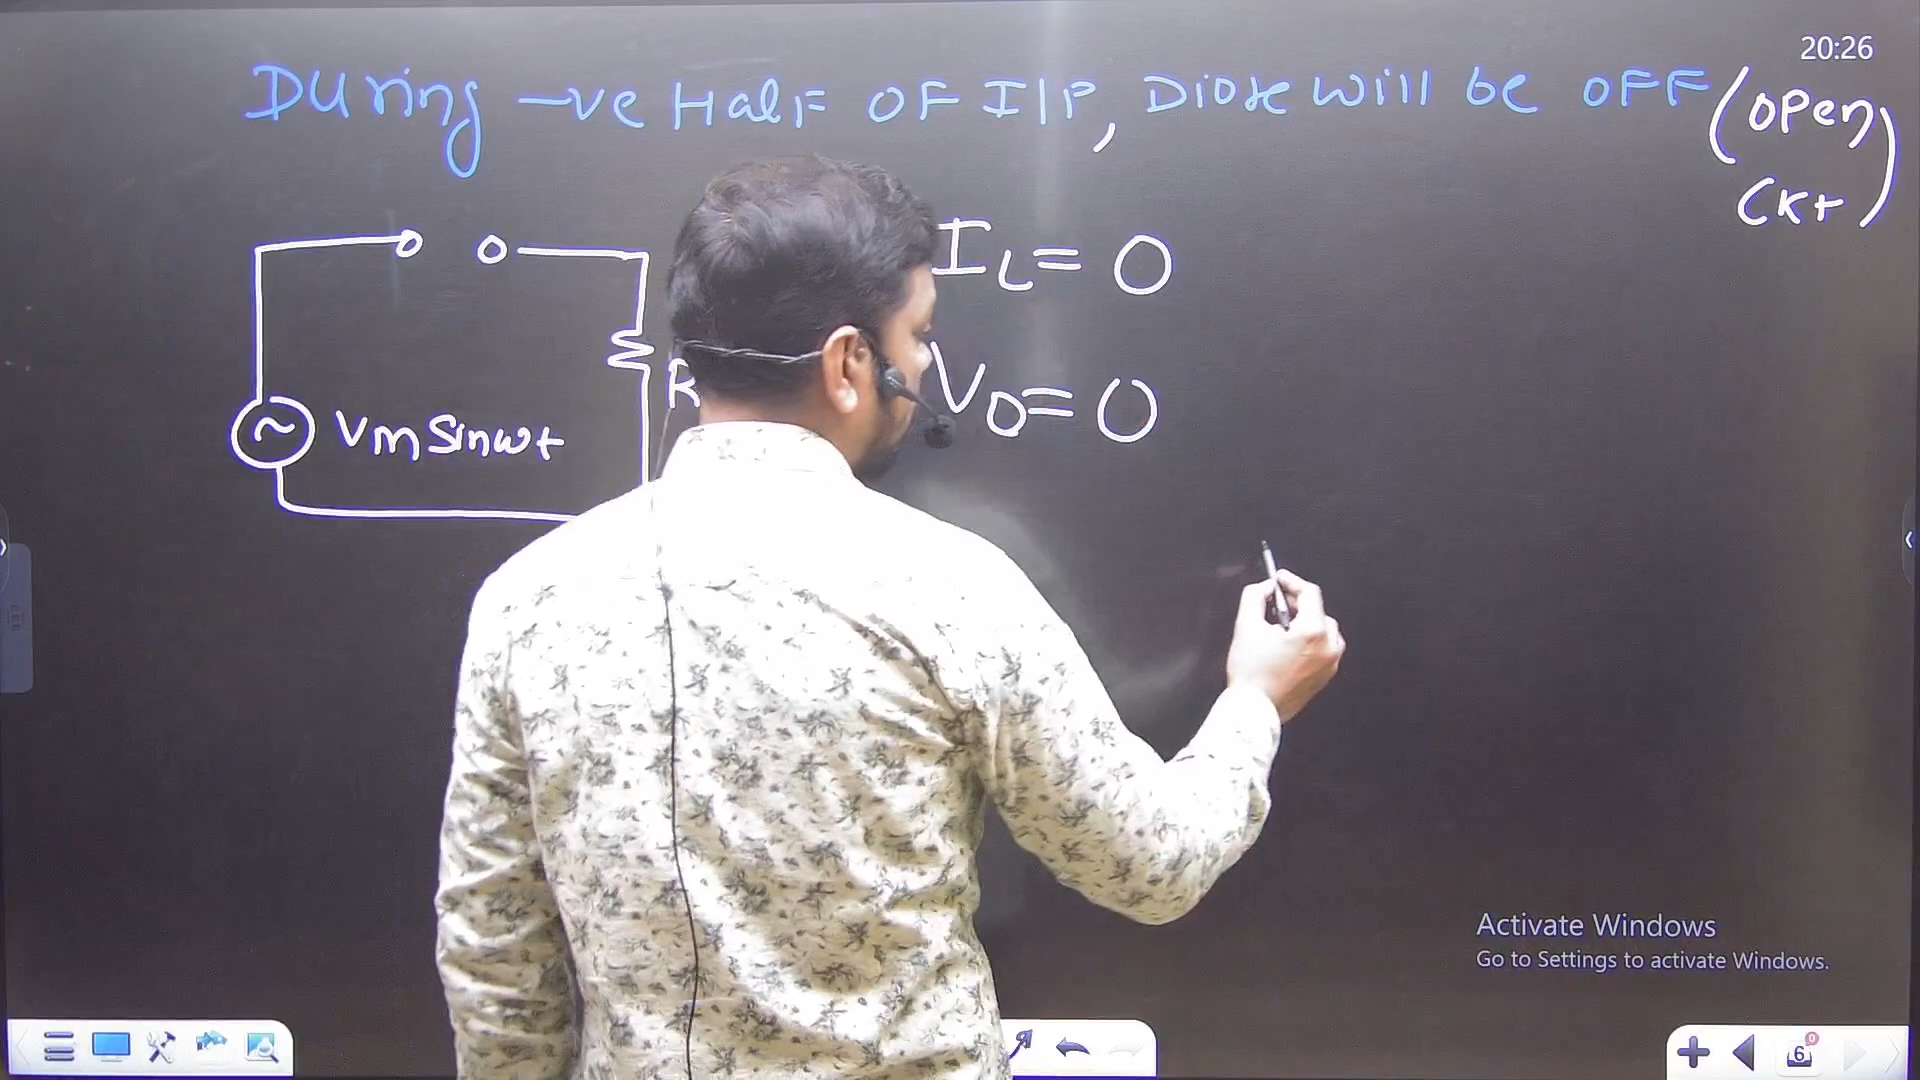 20:26
During -ve Half OF I/P, Diode will be OFF (open
ckt)
IL = 0
R
VO = 0
Vm Sinωt
Activate Windows
Go to Settings to activate Windows.
6